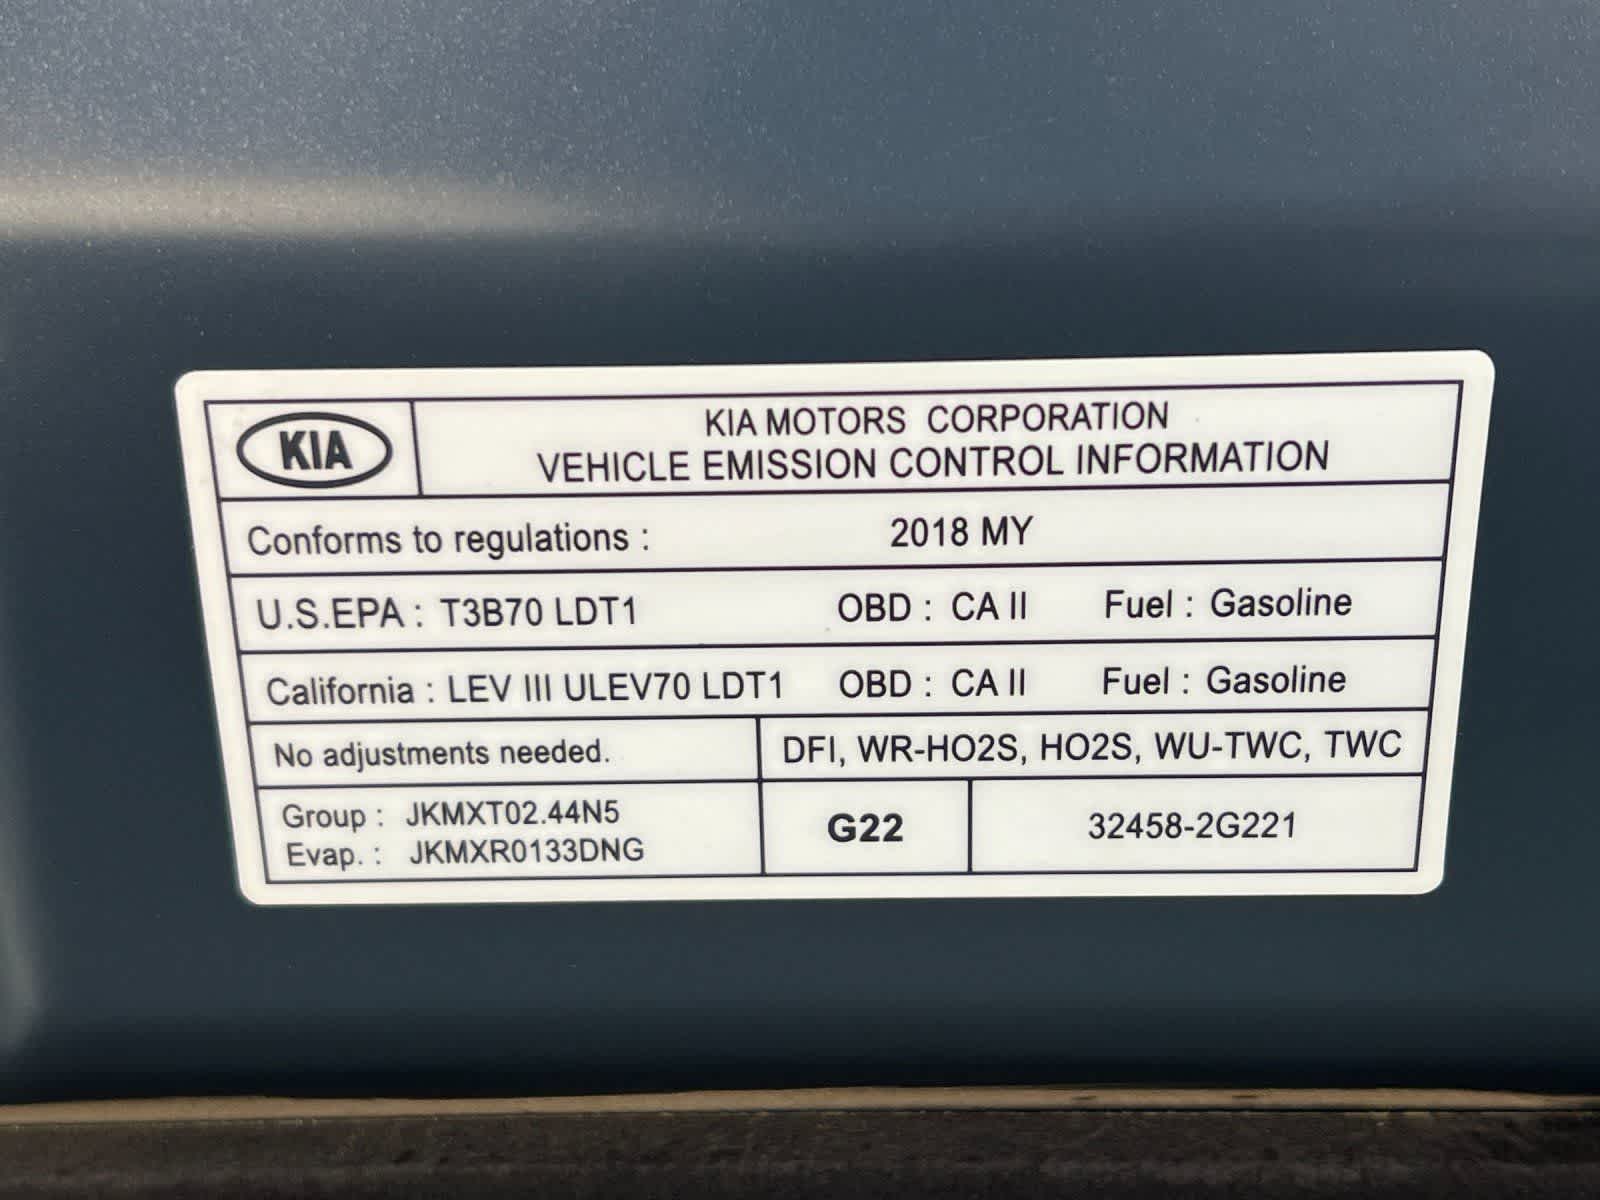 KIA
KIA MOTORS CORPORATION
VEHICLE EMISSION CONTROL INFORMATION
Conforms to regulations : 2018 MY
U.S.EPA : T3B70 LDT1 OBD : CA II Fuel : Gasoline
California : LEV III ULEV70 LDT1 OBD : CA II Fuel : Gasoline
No adjustments needed. DFI, WR-HO2S, HO2S, WU-TWC, TWC
Group : JKMXT02.44N5
Evap. : JKMXR0133DNG
G22
32458-2G221